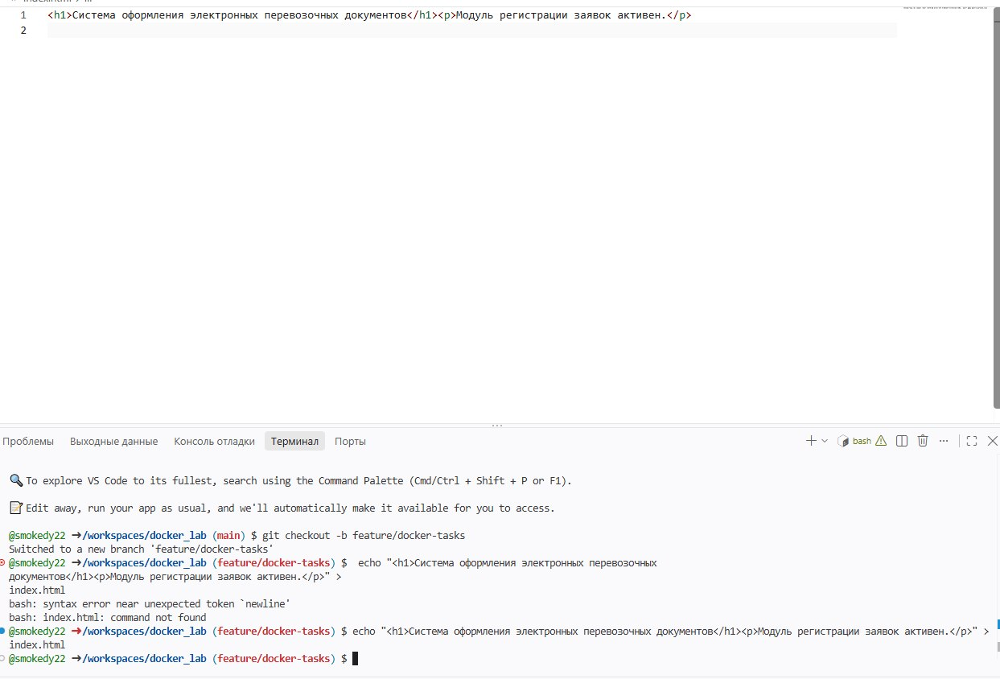 1 <h1>Система оформления электронных перевозочных документов</h1><p>Модуль регистрации заявок активен.</p>
2
Проблемы Выходные данные Консоль отладки Терминал Порты bash
To explore VS Code to its fullest, search using the Command Palette (Cmd/Ctrl + Shift + P or F1).
Edit away, run your app as usual, and we'll automatically make it available for you to access.
@smokedy22 ➜/workspaces/docker_lab (main) $ git checkout -b feature/docker-tasks
Switched to a new branch 'feature/docker-tasks'
@smokedy22 ➜/workspaces/docker_lab (feature/docker-tasks) $  echo "<h1>Система оформления электронных перевозочных
документов</h1><p>Модуль регистрации заявок активен.</p>" >
index.html
bash: syntax error near unexpected token `newline'
bash: index.html: command not found
@smokedy22 ➜/workspaces/docker_lab (feature/docker-tasks) $ echo "<h1>Система оформления электронных перевозочных документов</h1><p>Модуль регистрации заявок активен.</p>" >
index.html
@smokedy22 ➜/workspaces/docker_lab (feature/docker-tasks) $